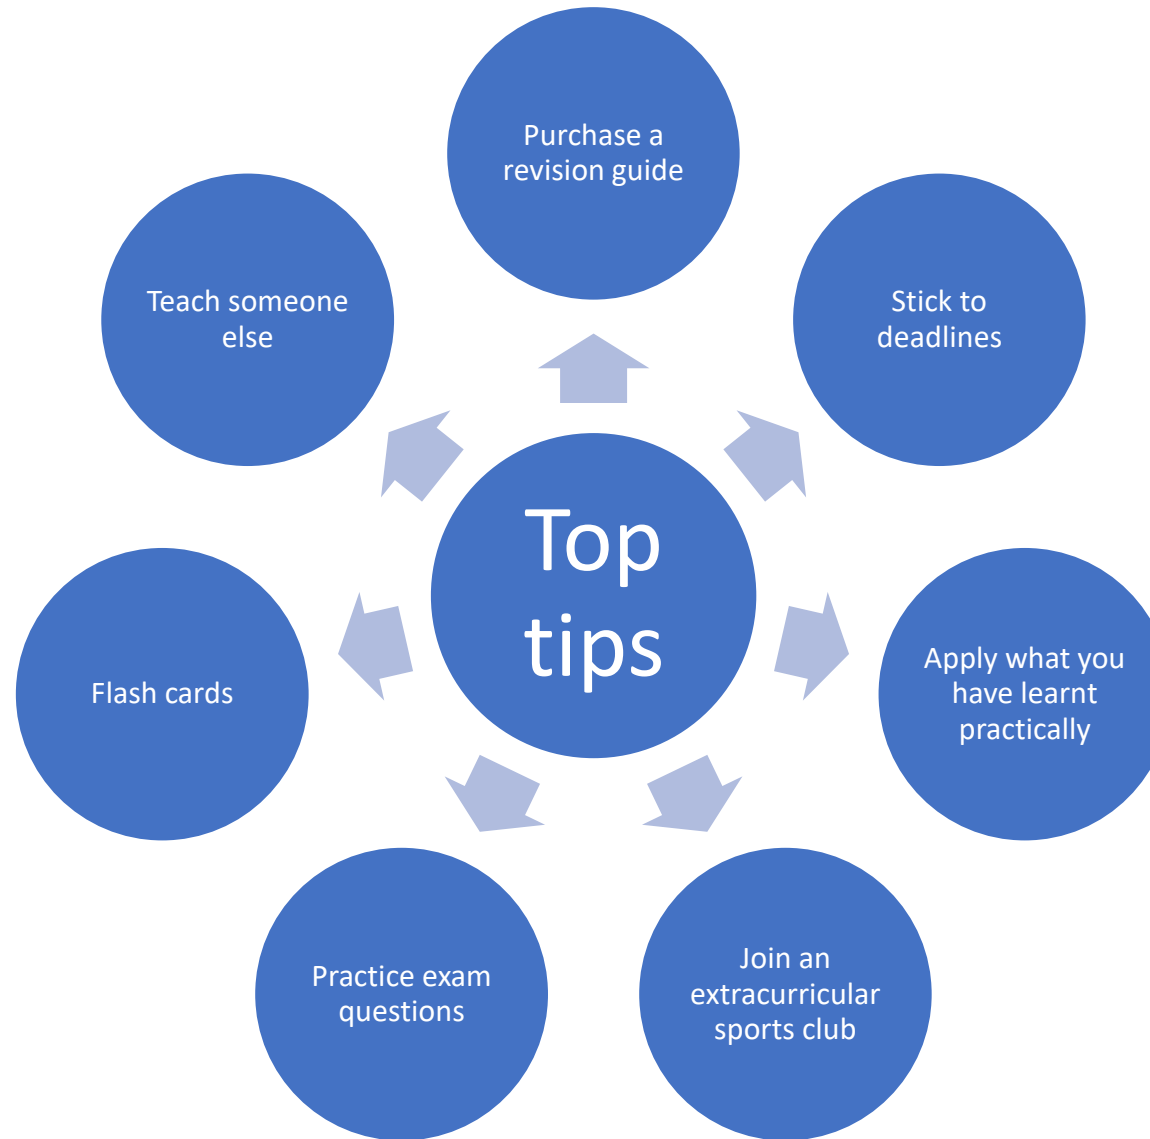 Top
tips
Purchase a
revision guide
Stick to
deadlines
Apply what you
have learnt
practically
Join an
extracurricular
sports club
Practice exam
questions
Flash cards
Teach someone
else